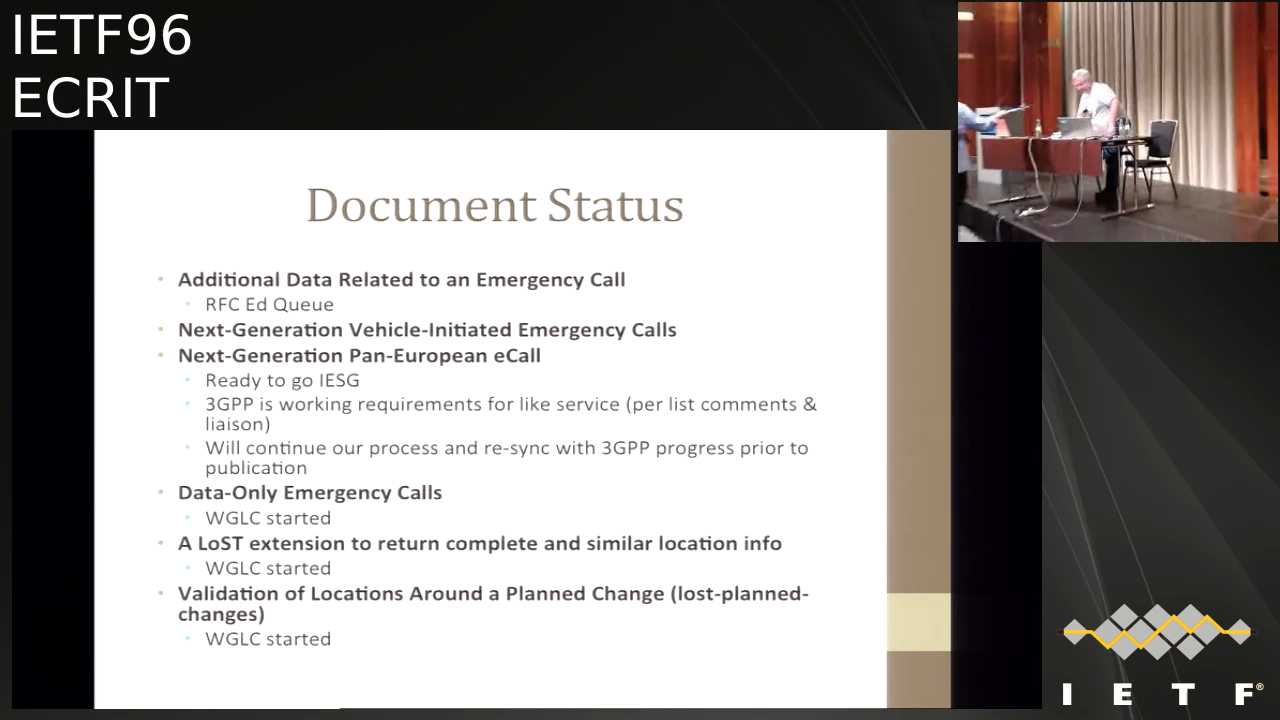 IETF96
ECRIT
Document Status
• Additional Data Related to an Emergency Call
• RFC Ed Queue
• Next-Generation Vehicle-Initiated Emergency Calls
• Next-Generation Pan-European eCall
• Ready to go IESG
• 3GPP is working requirements for like service (per list comments &
liaison)
• Will continue our process and re-sync with 3GPP progress prior to
publication
• Data-Only Emergency Calls
• WGLC started
• A LoST extension to return complete and similar location info
• WGLC started
• Validation of Locations Around a Planned Change (lost-planned-
changes)
• WGLC started
I E T F®